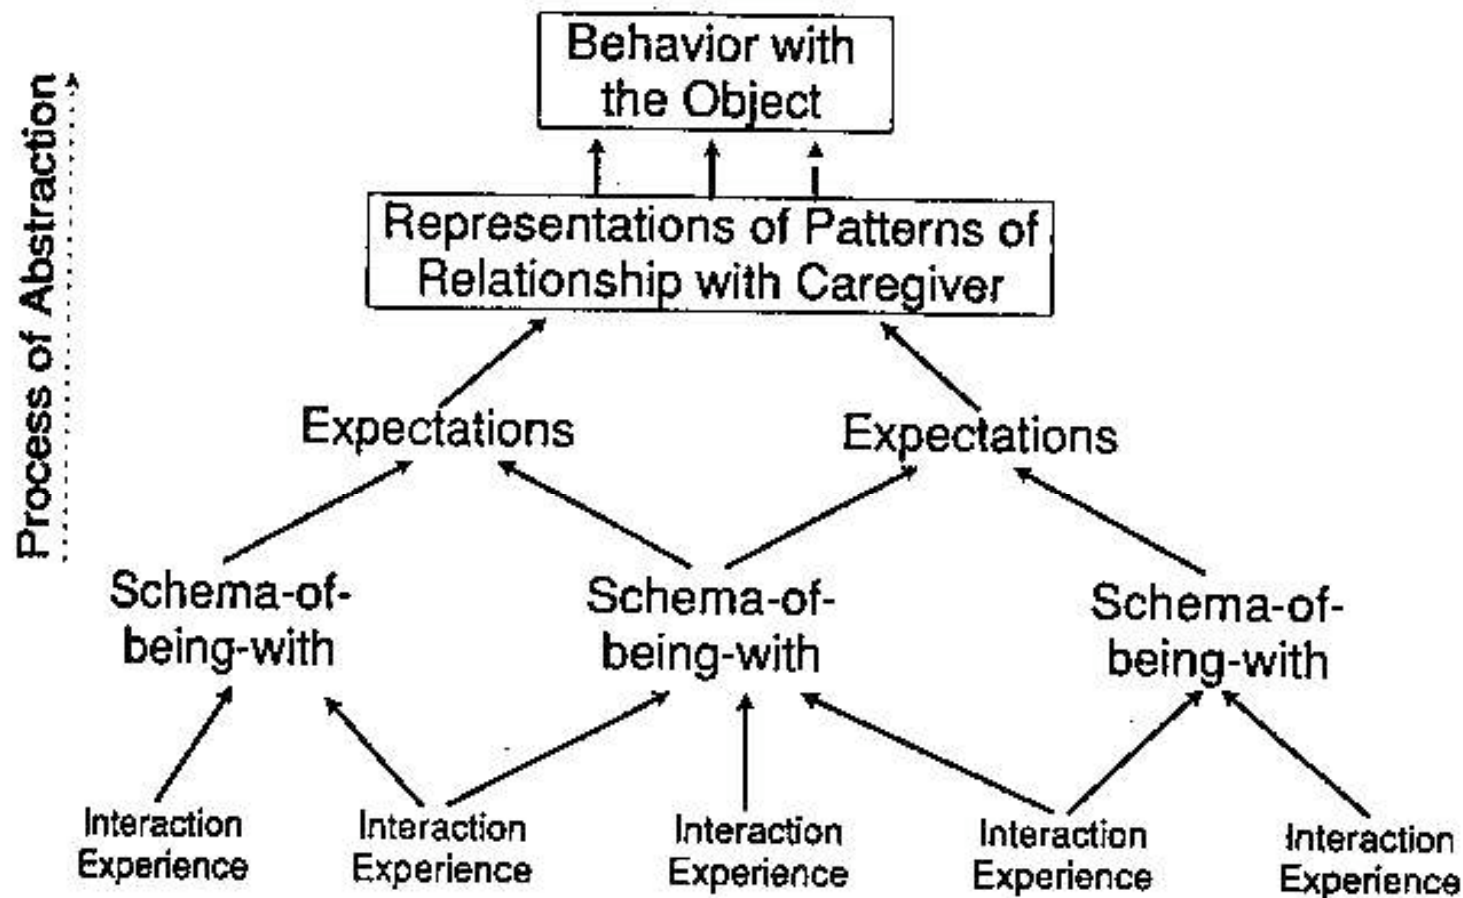 Behavior with
the Object
Process of Abstraction
Representations of Patterns of
Relationship with Caregiver
Expectations
Expectations
Schema-of-
being-with
Schema-of-
being-with
Schema-of-
being-with
Interaction
Experience
Interaction
Experience
Interaction
Experience
Interaction
Experience
Interaction
Experience